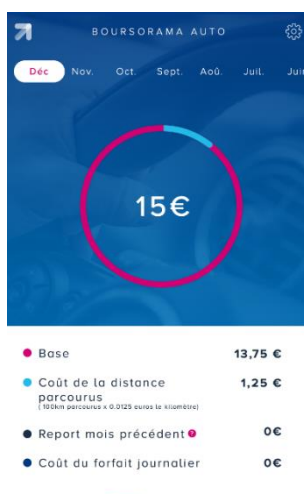 BOURSORAMA AUTO
Déc Nov. Oct. Sept. Aoû. Juil. Jui
15€
Base 13,75 €
Coût de la distance 1,25 €
parcourus
( 100km parcourus x 0.0125 euros le kilomètre)
Report mois précédent ? 0€
Coût du forfait journalier 0€